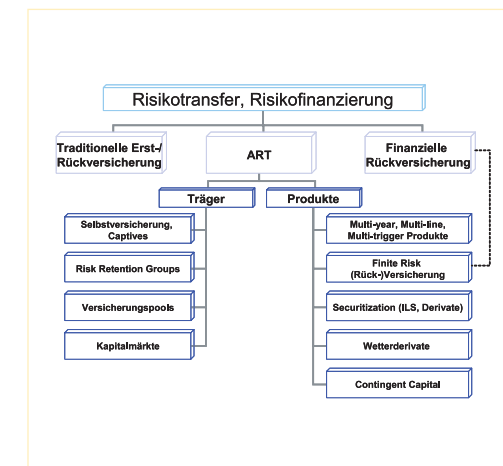 Risikotransfer, Risikofinanzierung
Traditionelle Erst-/
Rückversicherung
ART
Finanzielle
Rückversicherung
Träger
Produkte
Selbstversicherung,
Captives
Risk Retention Groups
Versicherungspools
Kapitalmärkte
Multi-year, Multi-line,
Multi-trigger Produkte
Finite Risk
(Rück-)Versicherung
Securitization (ILS, Derivate)
Wetterderivate
Contingent Capital